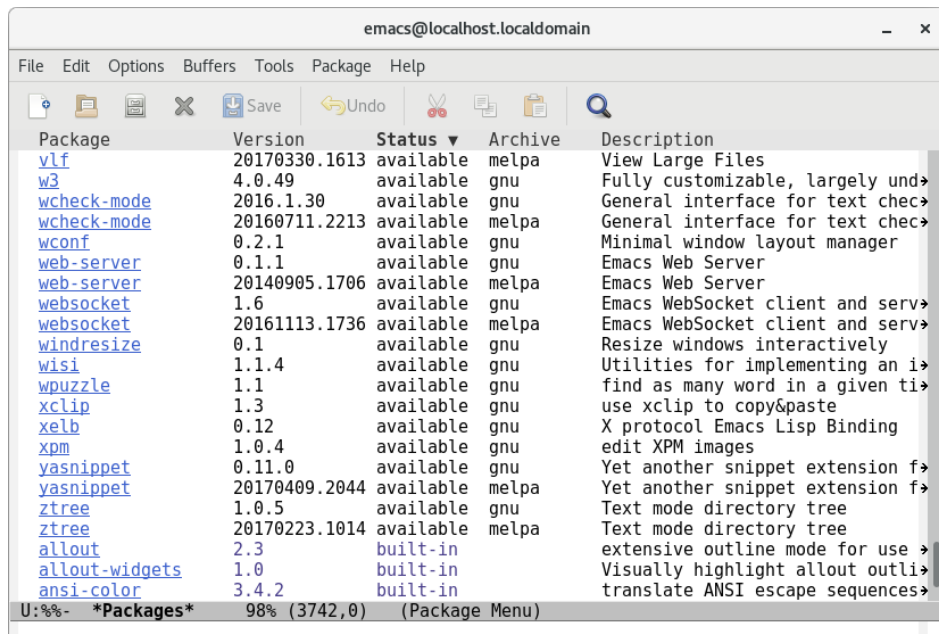 emacs@localhost.localdomain
File Edit Options Buffers Tools Package Help
Save Undo
Package Version Status ▼ Archive Description
vlf 20170330.1613 available melpa View Large Files
w3 4.0.49 available gnu Fully customizable, largely und→
wcheck-mode 2016.1.30 available gnu General interface for text chec→
wcheck-mode 20160711.2213 available melpa General interface for text chec→
wconf 0.2.1 available gnu Minimal window layout manager
web-server 0.1.1 available gnu Emacs Web Server
web-server 20140905.1706 available melpa Emacs Web Server
websocket 1.6 available gnu Emacs WebSocket client and serv→
websocket 20161113.1736 available melpa Emacs WebSocket client and serv→
windresize 0.1 available gnu Resize windows interactively
wisi 1.1.4 available gnu Utilities for implementing an i→
wpuzzle 1.1 available gnu find as many word in a given ti→
xclip 1.3 available gnu use xclip to copy&paste
xelb 0.12 available gnu X protocol Emacs Lisp Binding
xpm 1.0.4 available gnu edit XPM images
yasnippet 0.11.0 available gnu Yet another snippet extension f→
yasnippet 20170409.2044 available melpa Yet another snippet extension f→
ztree 1.0.5 available gnu Text mode directory tree
ztree 20170223.1014 available melpa Text mode directory tree
allout 2.3 built-in extensive outline mode for use →
allout-widgets 1.0 built-in Visually highlight allout outli→
ansi-color 3.4.2 built-in translate ANSI escape sequences→
U:%%- *Packages* 98% (3742,0) (Package Menu)